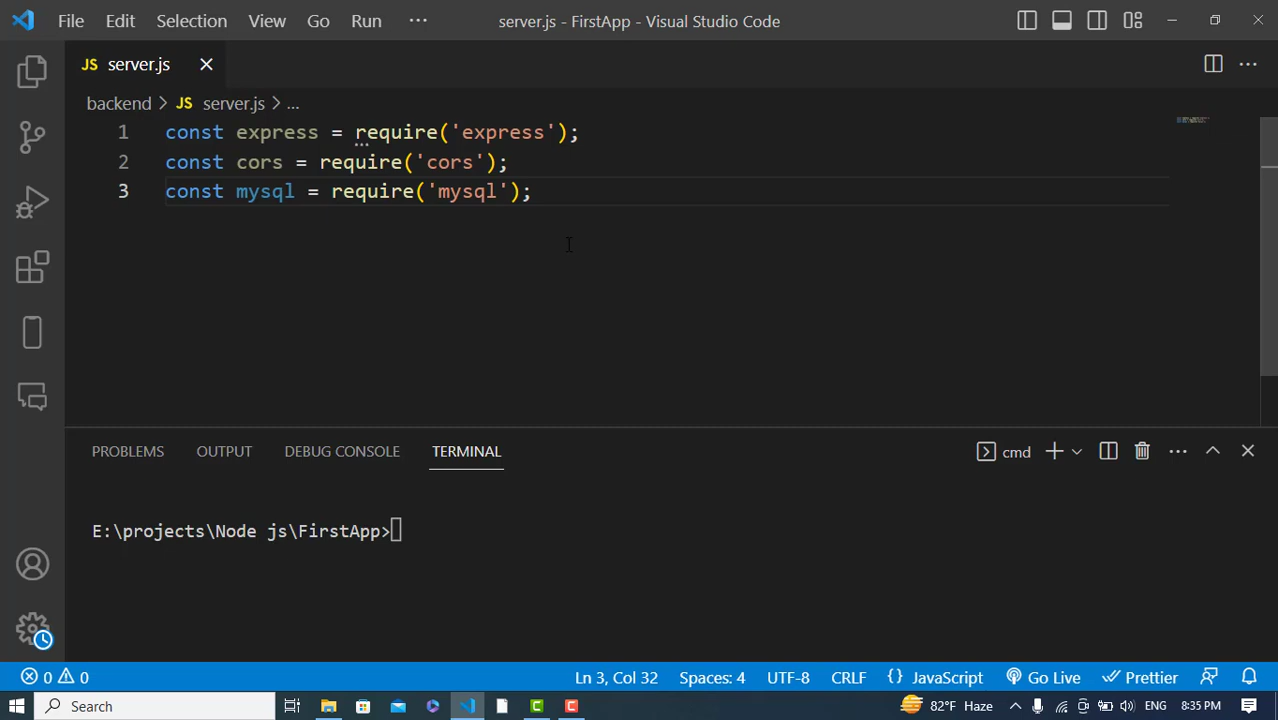 File Edit Selection View Go Run ··· server.js - FirstApp - Visual Studio Code
JS server.js
backend > JS server.js > ...
1 const express = require('express');
2 const cors = require('cors');
3 const mysql = require('mysql');
PROBLEMS OUTPUT DEBUG CONSOLE TERMINAL cmd
E:\projects\Node js\FirstApp>
0 0 Ln 3, Col 32 Spaces: 4 UTF-8 CRLF {} JavaScript Go Live Prettier
Search 82°F Haze ENG 8:35 PM